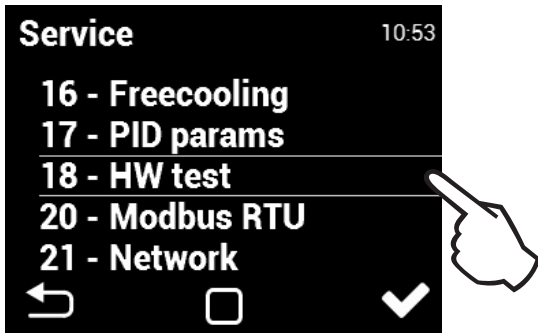 Service
10:53
16 - Freecooling
17 - PID params
18 - HW test
20 - Modbus RTU
21 - Network